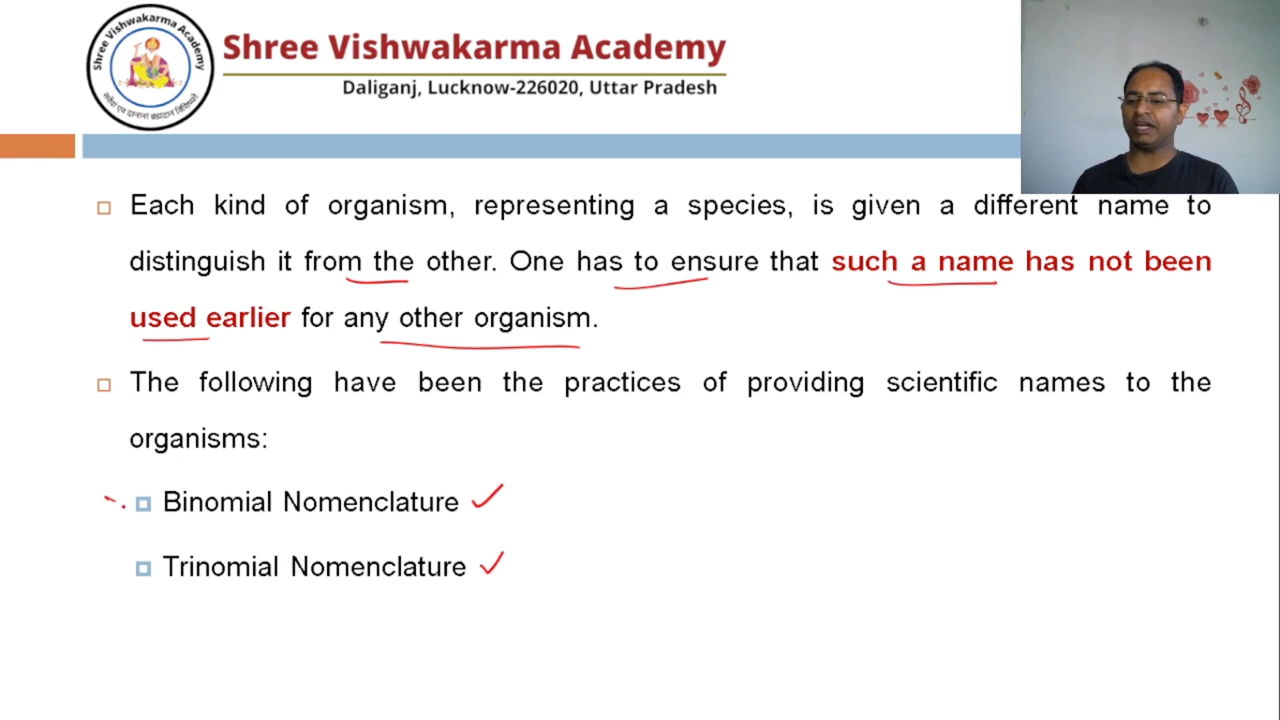 Shree Vishwakarma Academy
Shree Vishwakarma Academy
Daliganj, Lucknow-226020, Uttar Pradesh
Each kind of organism, representing a species, is given a different name to
distinguish it from the other. One has to ensure that such a name has not been
used earlier for any other organism.
The following have been the practices of providing scientific names to the
organisms:
Binomial Nomenclature
Trinomial Nomenclature